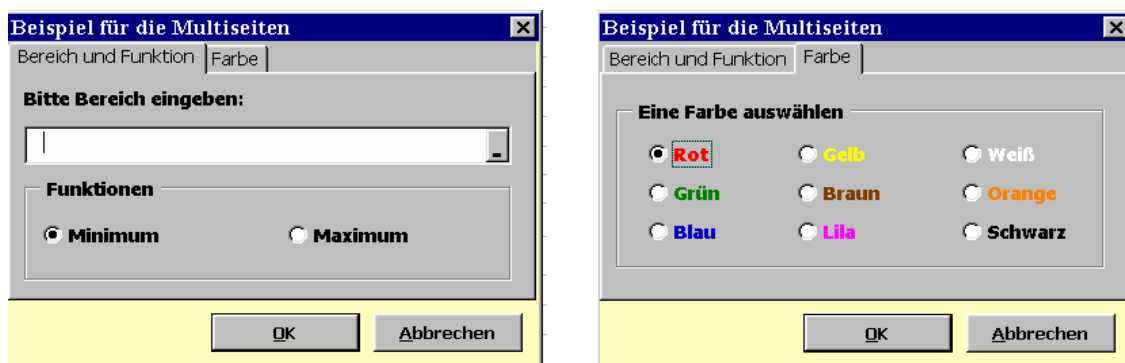 Beispiel für die Multiseiten
Bereich und Funktion Farbe
Bitte Bereich eingeben:
Funktionen
Minimum Maximum
OK Abbrechen
Beispiel für die Multiseiten
Bereich und Funktion Farbe
Eine Farbe auswählen
Rot Gelb Weiß
Grün Braun Orange
Blau Lila Schwarz
OK Abbrechen